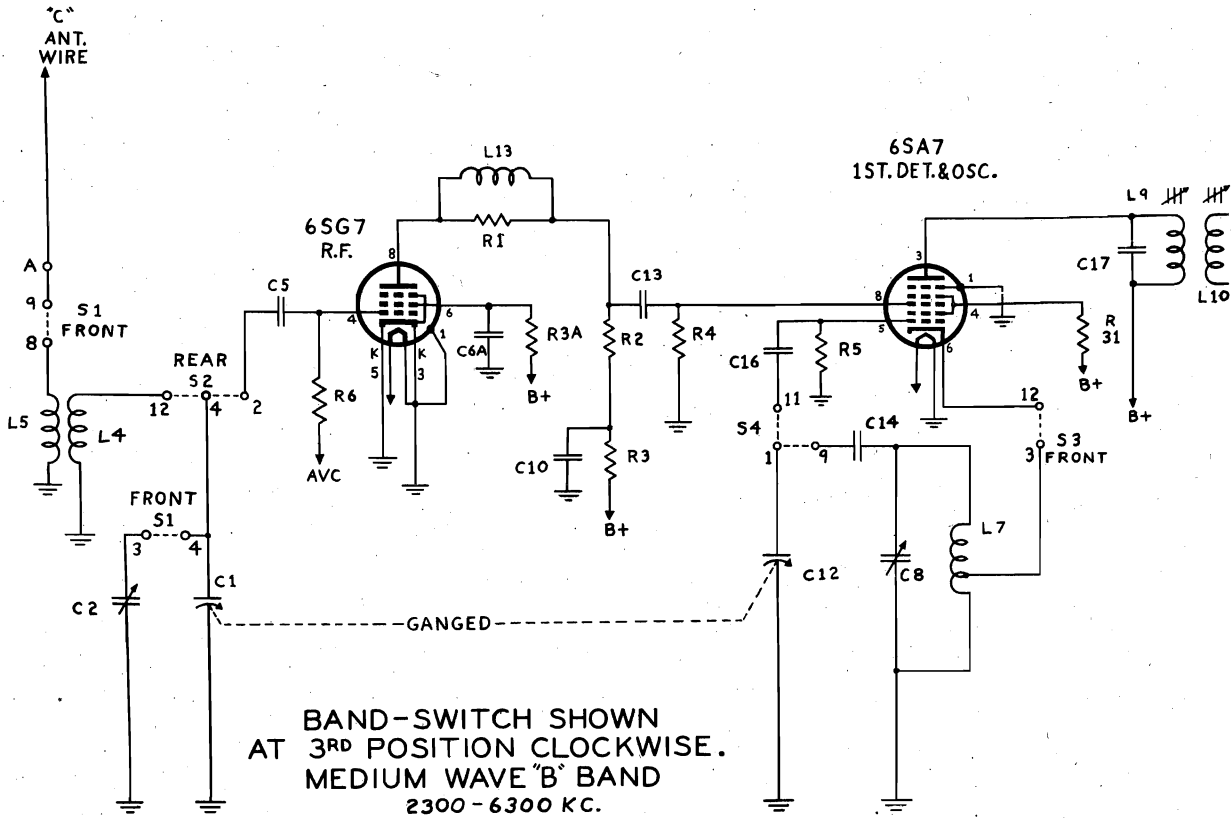 "C"
ANT.
WIRE
A
9
S1
FRONT
8
REAR
S2
12
4
2
L5
L4
FRONT
S1
3
4
C2
C1
C5
R6
AVC
6SG7
R.F.
8
4
6
1
K
5
K
3
L13
R1
C6A
R3A
B+
C13
R2
R4
C10
R3
B+
6SA7
1ST. DET.&OSC.
3
1
8
4
5
6
C16
R5
11
S4
1
9
C14
C12
C8
L7
12
S3
3
FRONT
R
31
B+
L9
C17
L10
B+
GANGED
BAND-SWITCH SHOWN
AT 3RD POSITION CLOCKWISE.
MEDIUM WAVE "B" BAND
2300-6300 KC.